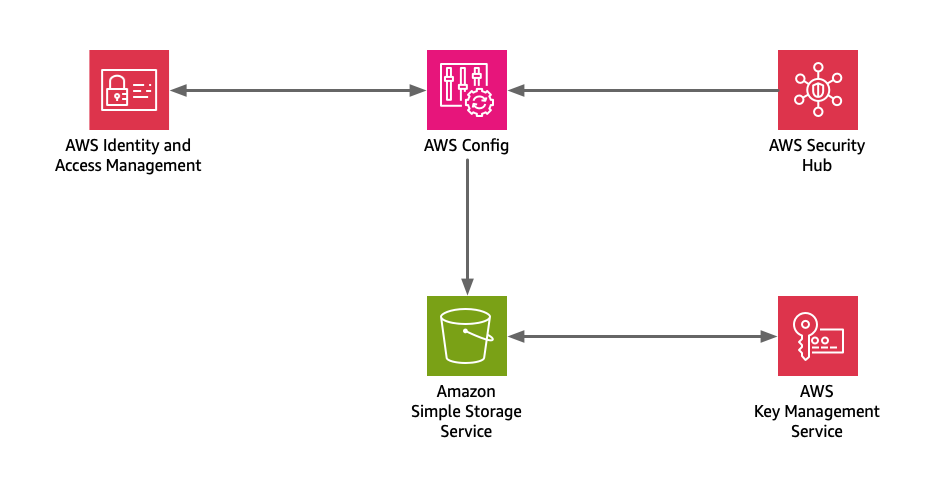 AWS Identity and
Access Management
AWS Config
AWS Security
Hub
Amazon
Simple Storage
Service
AWS
Key Management
Service